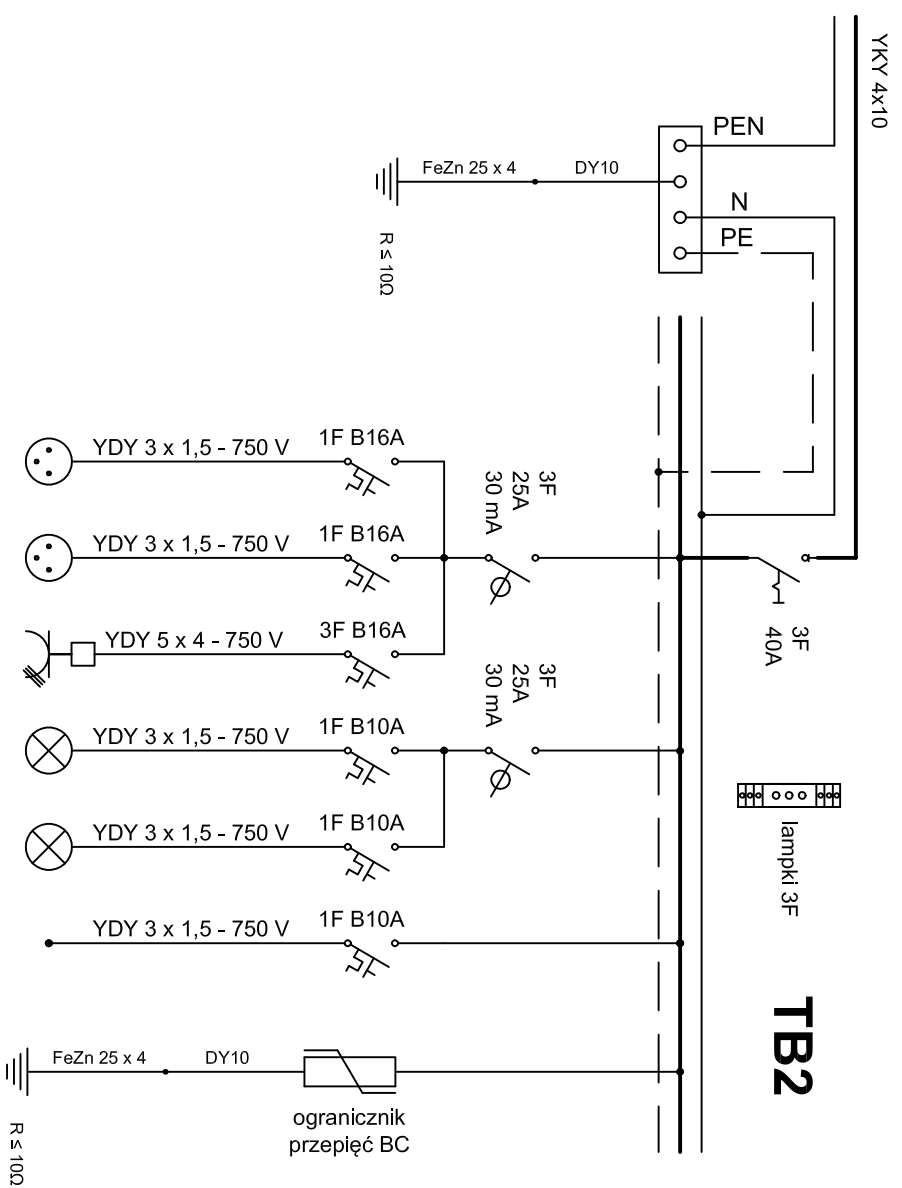 YKY 4x10
PEN
FeZn 25 x 4
DY10
N
PE
R ≤ 10Ω
YDY 3 x 1,5 - 750 V
1F B16A
3F
25A
30 mA
YDY 3 x 1,5 - 750 V
1F B16A
YDY 5 x 4 - 750 V
3F B16A
3F
40A
3F
25A
30 mA
YDY 3 x 1,5 - 750 V
1F B10A
YDY 3 x 1,5 - 750 V
1F B10A
lampki 3F
YDY 3 x 1,5 - 750 V
1F B10A
TB2
FeZn 25 x 4
DY10
ogranicznik
przepięć BC
R ≤ 10Ω